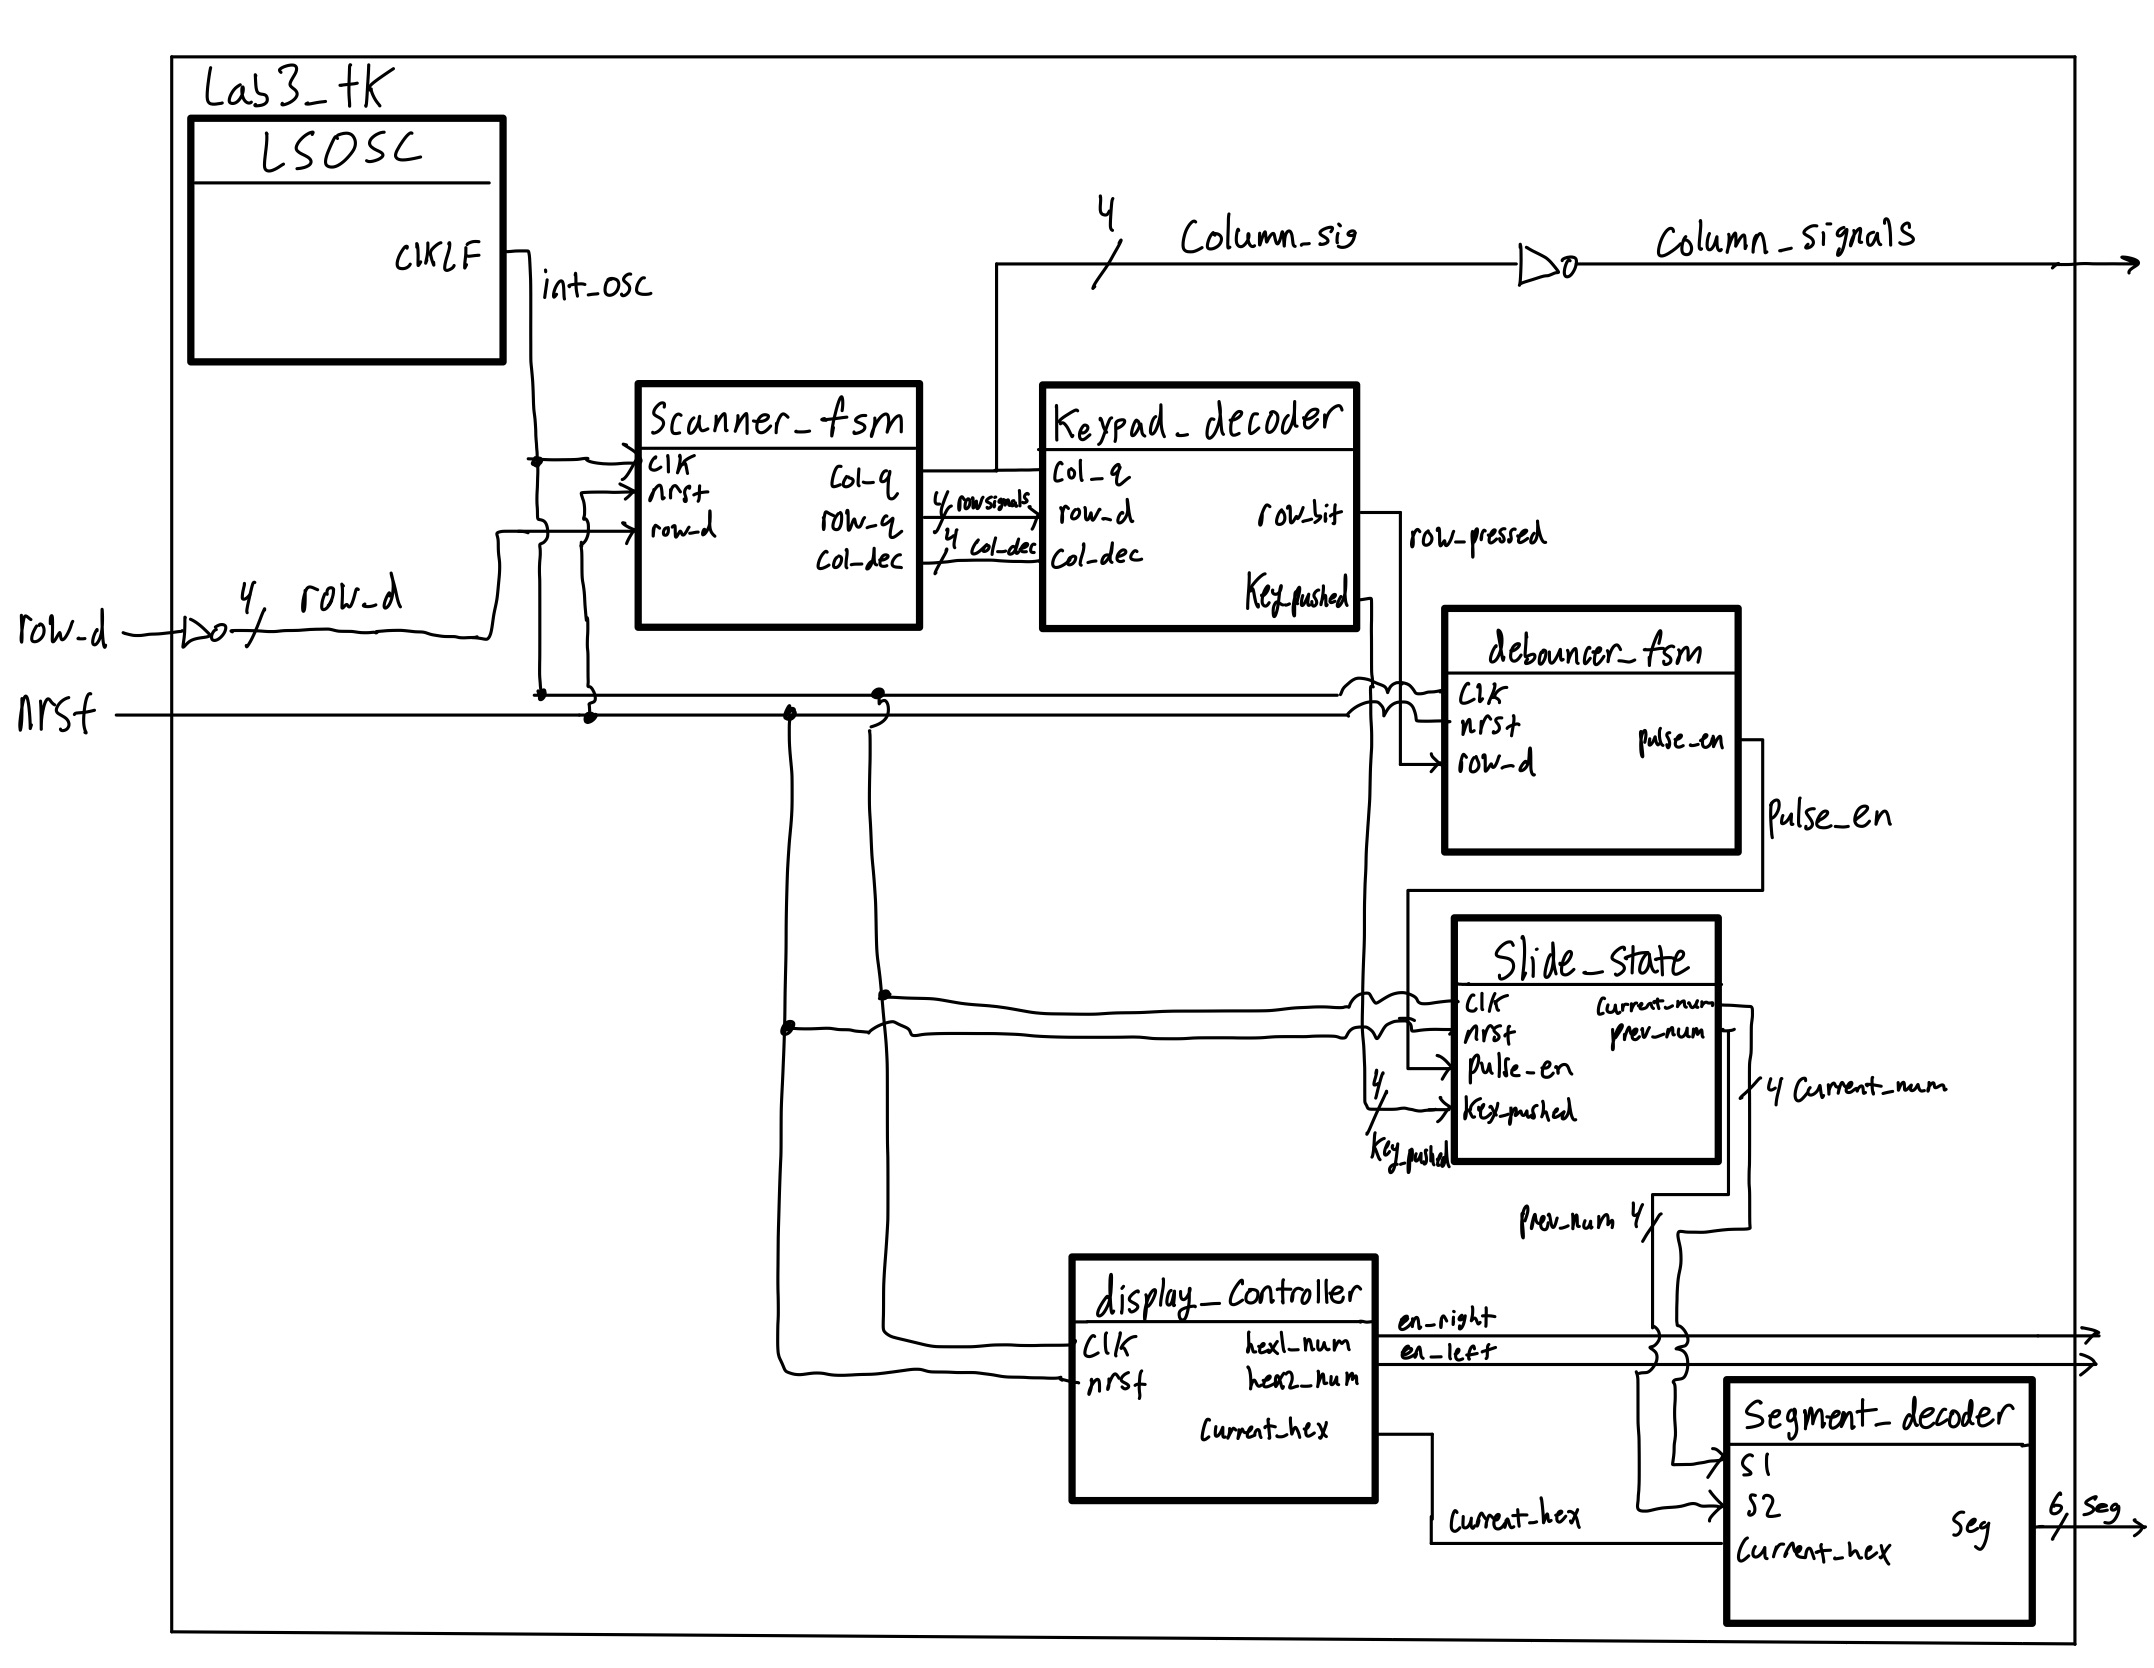 Lab3_tK
LSOSC
ClKLF
int_osc
4
Column_sig
Column_signals
Scanner_fsm
ClK
nrst
row_d
Col_q
row_q
Col_dec
4 rowsignals
4 Col_dec
Keypad_decoder
Col_q
row_d
Col_dec
row_bit
Key_pushed
row_pressed
row_d
4 row_d
nrst
debouncer_fsm
ClK
nrst
row_d
pulse_en
Pulse_en
Slide_state
ClK
nrst
pulse_en
Key_pushed
Current_num
prev_num
4
Key_pushed
4 Current_num
Prev_num 4
display_Controller
ClK
nrst
hex1_num
hex2_num
Current_hex
en_right
en_left
Current_hex
Segment_decoder
S1
S2
Current_hex
Seg
6 Seg